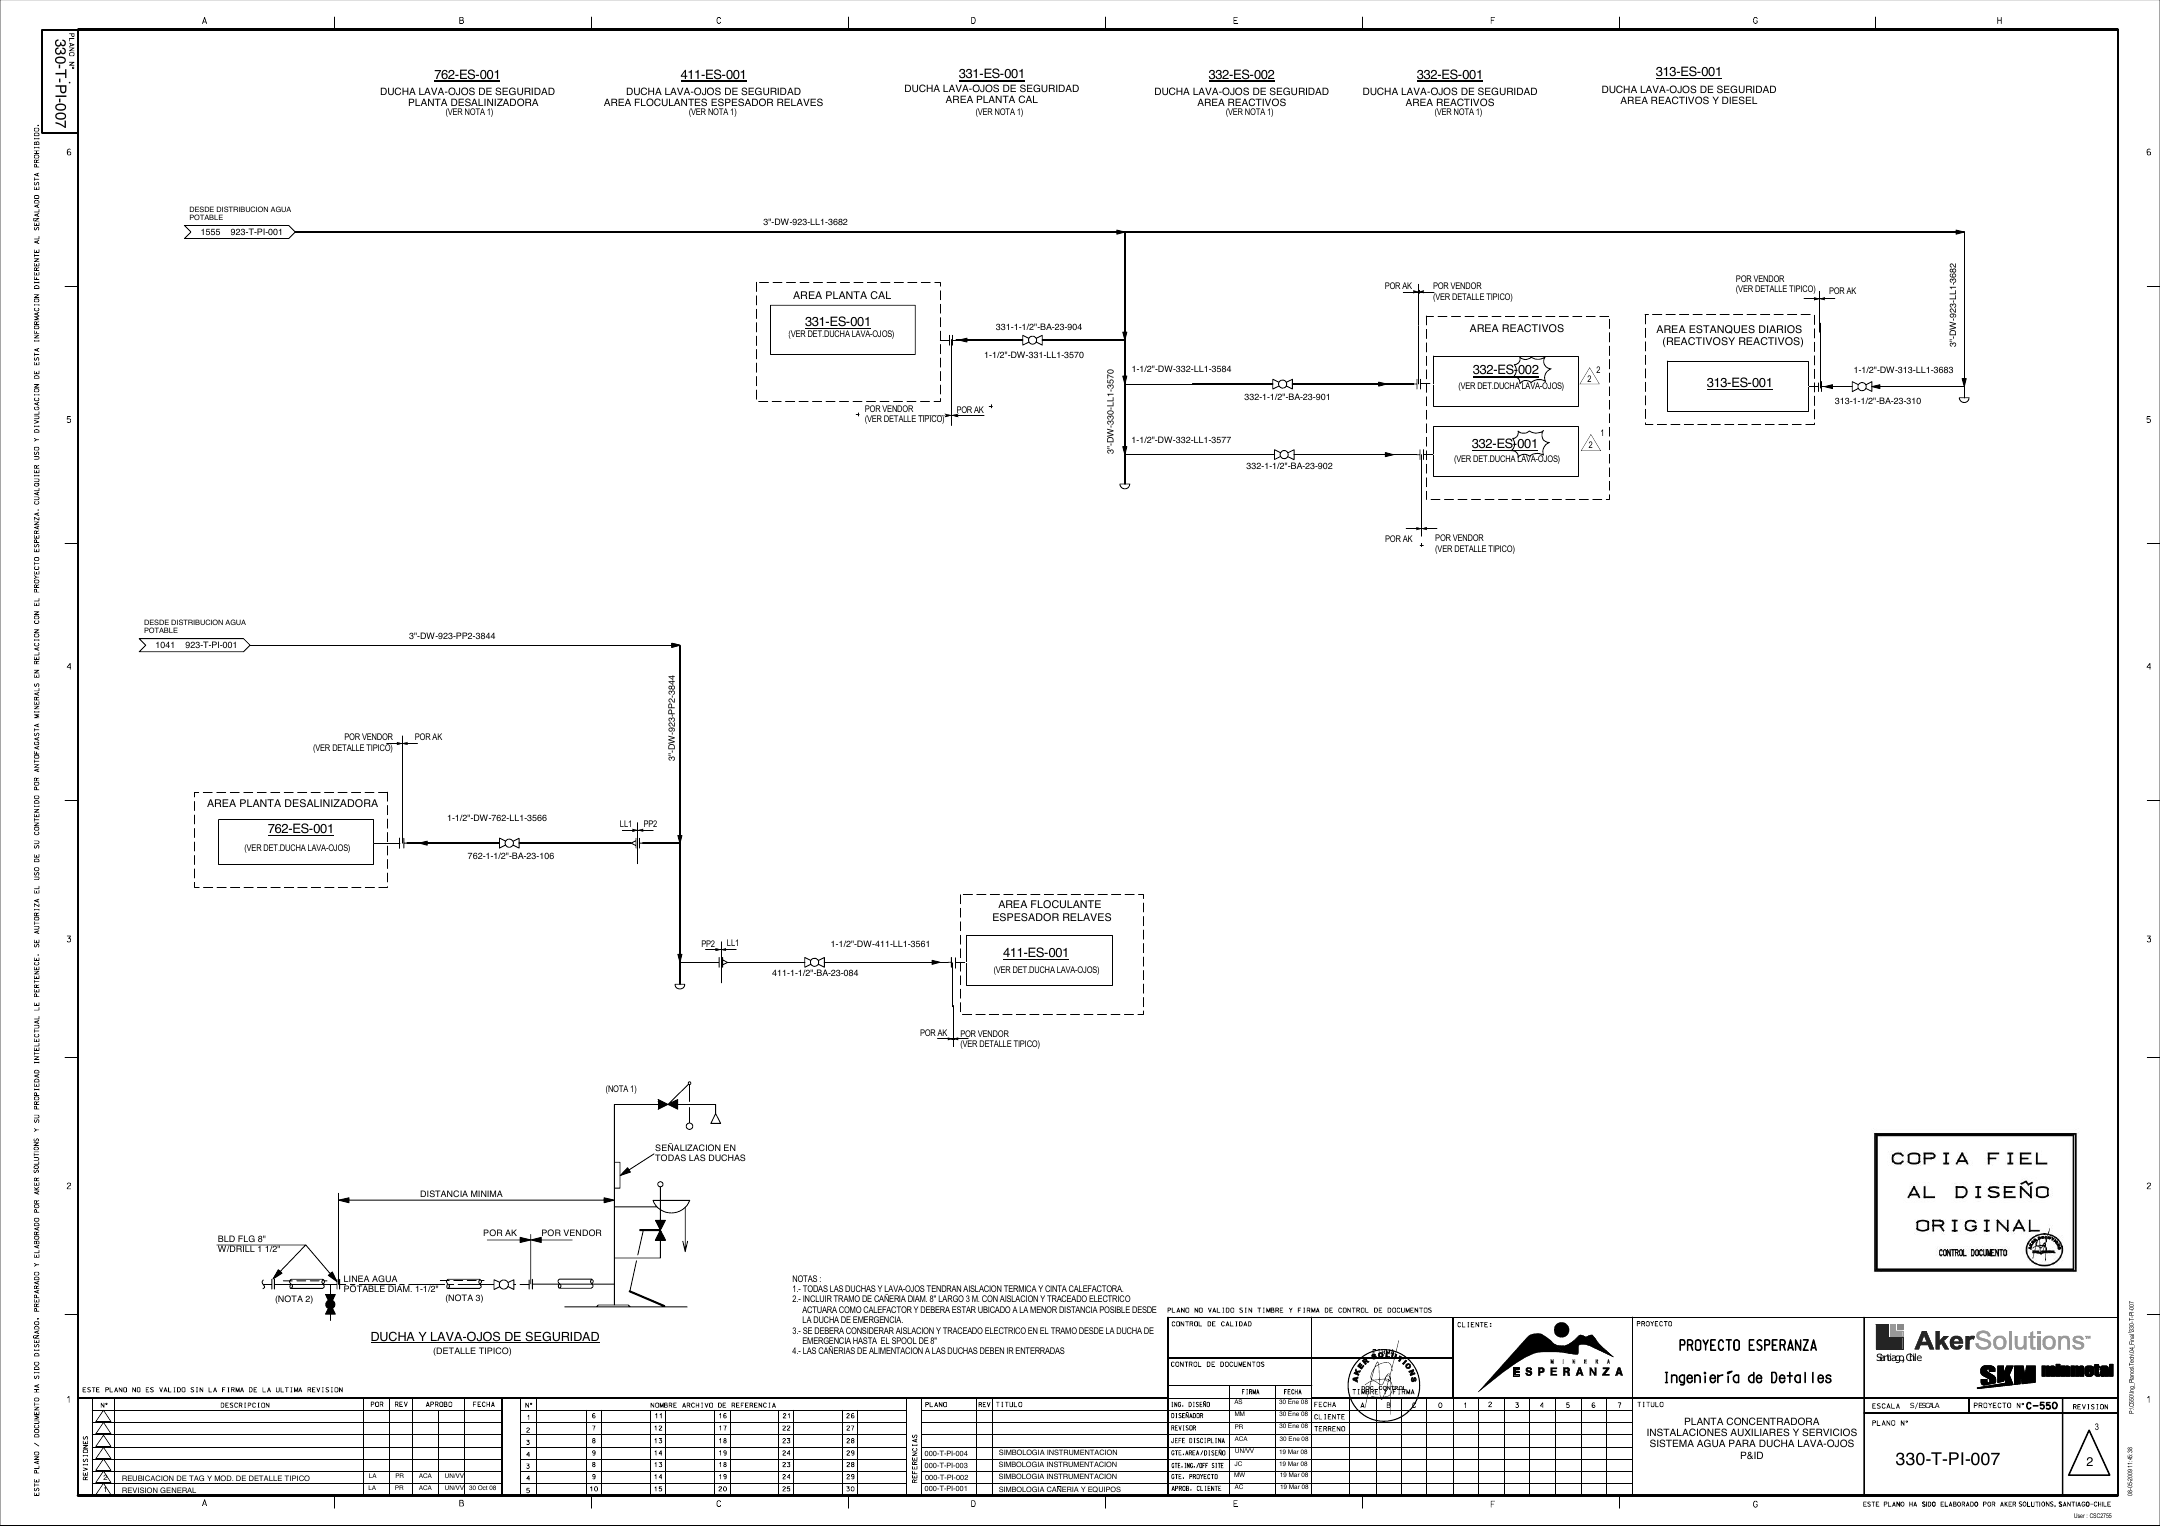 A B C D E F G H
PLANO N°
330-T-PI-007
762-ES-001
DUCHA LAVA-OJOS DE SEGURIDAD
PLANTA DESALINIZADORA
(VER NOTA 1)
411-ES-001
DUCHA LAVA-OJOS DE SEGURIDAD
AREA FLOCULANTES ESPESADOR RELAVES
(VER NOTA 1)
331-ES-001
DUCHA LAVA-OJOS DE SEGURIDAD
AREA PLANTA CAL
(VER NOTA 1)
332-ES-002
DUCHA LAVA-OJOS DE SEGURIDAD
AREA REACTIVOS
(VER NOTA 1)
332-ES-001
DUCHA LAVA-OJOS DE SEGURIDAD
AREA REACTIVOS
(VER NOTA 1)
313-ES-001
DUCHA LAVA-OJOS DE SEGURIDAD
AREA REACTIVOS Y DIESEL
6 6
DESDE DISTRIBUCION AGUA
POTABLE
1555 923-T-PI-001
3"-DW-923-LL1-3682
3"-DW-923-LL1-3682
AREA PLANTA CAL
331-ES-001
(VER DET.DUCHA LAVA-OJOS)
331-1-1/2"-BA-23-904
1-1/2"-DW-331-LL1-3570
POR VENDOR
(VER DETALLE TIPICO)
POR AK
3"-DW-330-LL1-3570
1-1/2"-DW-332-LL1-3584
332-1-1/2"-BA-23-901
1-1/2"-DW-332-LL1-3577
332-1-1/2"-BA-23-902
POR AK
POR VENDOR
(VER DETALLE TIPICO)
AREA REACTIVOS
332-ES-002
(VER DET.DUCHA LAVA-OJOS)
2
2
332-ES-001
(VER DET.DUCHA LAVA-OJOS)
1
2
POR AK
POR VENDOR
(VER DETALLE TIPICO)
POR VENDOR
(VER DETALLE TIPICO)
POR AK
AREA ESTANQUES DIARIOS
(REACTIVOSY REACTIVOS)
313-ES-001
1-1/2"-DW-313-LL1-3683
313-1-1/2"-BA-23-310
5 5
DESDE DISTRIBUCION AGUA
POTABLE
1041 923-T-PI-001
3"-DW-923-PP2-3844
3"-DW-923-PP2-3844
4 4
POR VENDOR
(VER DETALLE TIPICO)
POR AK
AREA PLANTA DESALINIZADORA
762-ES-001
(VER DET.DUCHA LAVA-OJOS)
1-1/2"-DW-762-LL1-3566
762-1-1/2"-BA-23-106
LL1 PP2
AREA FLOCULANTE
ESPESADOR RELAVES
411-ES-001
(VER DET.DUCHA LAVA-OJOS)
PP2 LL1
1-1/2"-DW-411-LL1-3561
411-1-1/2"-BA-23-084
POR AK
POR VENDOR
(VER DETALLE TIPICO)
3 3
(NOTA 1)
SEÑALIZACION EN
TODAS LAS DUCHAS
DISTANCIA MINIMA
BLD FLG 8"
W/DRILL 1 1/2"
POR AK
POR VENDOR
LINEA AGUA
POTABLE DIAM. 1-1/2"
(NOTA 2)
(NOTA 3)
DUCHA Y LAVA-OJOS DE SEGURIDAD
(DETALLE TIPICO)
2 2
COPIA FIEL
AL DISEÑO
ORIGINAL
CONTROL DOCUMENTO
NOTAS :
1.- TODAS LAS DUCHAS Y LAVA-OJOS TENDRAN AISLACION TERMICA Y CINTA CALEFACTORA.
2.- INCLUIR TRAMO DE CAÑERIA DIAM. 8" LARGO 3 M. CON AISLACION Y TRACEADO ELECTRICO
ACTUARA COMO CALEFACTOR Y DEBERA ESTAR UBICADO A LA MENOR DISTANCIA POSIBLE DESDE
LA DUCHA DE EMERGENCIA.
3.- SE DEBERA CONSIDERAR AISLACION Y TRACEADO ELECTRICO EN EL TRAMO DESDE LA DUCHA DE
EMERGENCIA HASTA EL SPOOL DE 8"
4.- LAS CAÑERIAS DE ALIMENTACION A LAS DUCHAS DEBEN IR ENTERRADAS
PLANO NO VALIDO SIN TIMBRE Y FIRMA DE CONTROL DE DOCUMENTOS
ESTE PLANO / DOCUMENTO HA SIDO DISEÑADO, PREPARADO Y ELABORADO POR AKER SOLUTIONS Y SU PROPIEDAD INTELECTUAL LE PERTENECE. SE AUTORIZA EL USO DE SU CONTENIDO POR ANTOFAGASTA MINERALS EN RELACION CON EL PROYECTO ESPERANZA. CUALQUIER USO Y DIVULGACION DE ESTA INFORMACION DIFERENTE AL SEÑALADO ESTA PROHIBIDO.
ESTE PLANO NO ES VALIDO SIN LA FIRMA DE LA ULTIMA REVISION
1 1
REVISIONES
N° DESCRIPCION POR REV APROBO FECHA
2 REUBICACION DE TAG Y MOD. DE DETALLE TIPICO LA PR ACA UN/VV
1 REVISION GENERAL LA PR ACA UN/VV 30 Oct 08
N° NOMBRE ARCHIVO DE REFERENCIA
1 6 11 16 21 26
2 7 12 17 22 27
3 8 13 18 23 28
4 9 14 19 24 29
3 8 13 18 23 28
4 9 14 19 24 29
5 10 15 20 25 30
REFERENCIAS
PLANO REV TITULO
000-T-PI-004 SIMBOLOGIA INSTRUMENTACION
000-T-PI-003 SIMBOLOGIA INSTRUMENTACION
000-T-PI-002 SIMBOLOGIA INSTRUMENTACION
000-T-PI-001 SIMBOLOGIA CAÑERIA Y EQUIPOS
CONTROL DE CALIDAD
CONTROL DE DOCUMENTOS
AKER SOLUTIONS
TIMBRE Y FIRMA
FIRMA FECHA
ING. DISEÑO AS 30 Ene 08
DISEÑADOR MM 30 Ene 08
REVISOR PR 30 Ene 08
JEFE DISCIPLINA ACA 30 Ene 08
GTE.AREA/DISEÑO UN/VV 19 Mar 08
GTE.ING./OFF SITE JC 19 Mar 08
GTE. PROYECTO MW 19 Mar 08
APROB. CLIENTE AC 19 Mar 08
FECHA A B C 0 1 2 3 4 5 6 7
CLIENTE
TERRENO
CLIENTE:
MINERA
ESPERANZA
PROYECTO
PROYECTO ESPERANZA
Ingeniería de Detalles
TITULO
PLANTA CONCENTRADORA
INSTALACIONES AUXILIARES Y SERVICIOS
SISTEMA AGUA PARA DUCHA LAVA-OJOS
P&ID
AkerSolutions™
Santiago, Chile
SKM minmetal
ESCALA S/ESCALA PROYECTO N° C-550 REVISION
PLANO N°
330-T-PI-007
3
2
A B C D E F G
ESTE PLANO HA SIDO ELABORADO POR AKER SOLUTIONS, SANTIAGO-CHILE
User : CSC2755